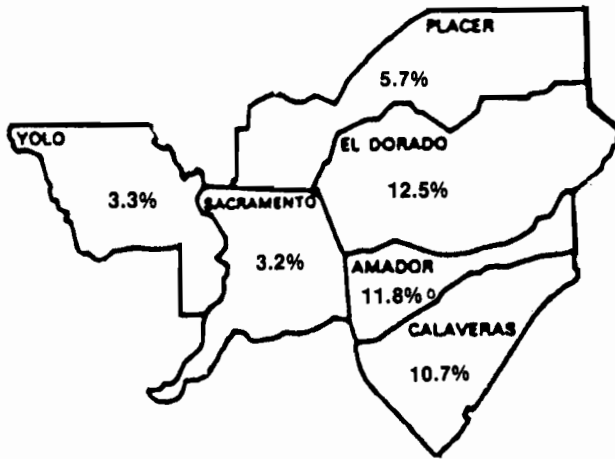 PLACER
5.7%
YOLO
3.3%
EL DORADO
12.5%
SACRAMENTO
3.2%
AMADOR
11.8%
CALAVERAS
10.7%